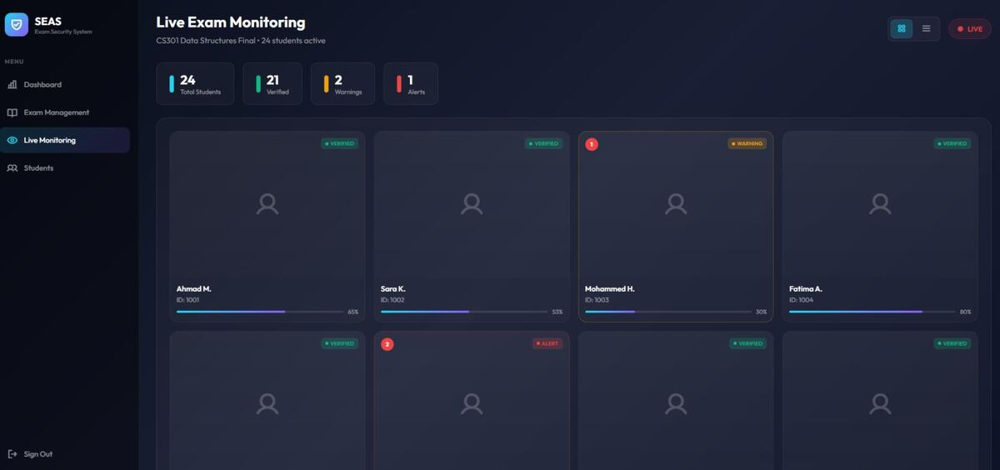 SEAS
Exam Security System
MENU
Dashboard
Exam Management
Live Monitoring
Students
Sign Out
Live Exam Monitoring
CS301 Data Structures Final • 24 students active
LIVE
24
Total Students
21
Verified
2
Warnings
1
Alerts
VERIFIED
Ahmad M.
ID: 1001
65%
VERIFIED
Sara K.
ID: 1002
53%
1
WARNING
Mohammed H.
ID: 1003
30%
VERIFIED
Fatima A.
ID: 1004
80%
VERIFIED
2
ALERT
VERIFIED
VERIFIED